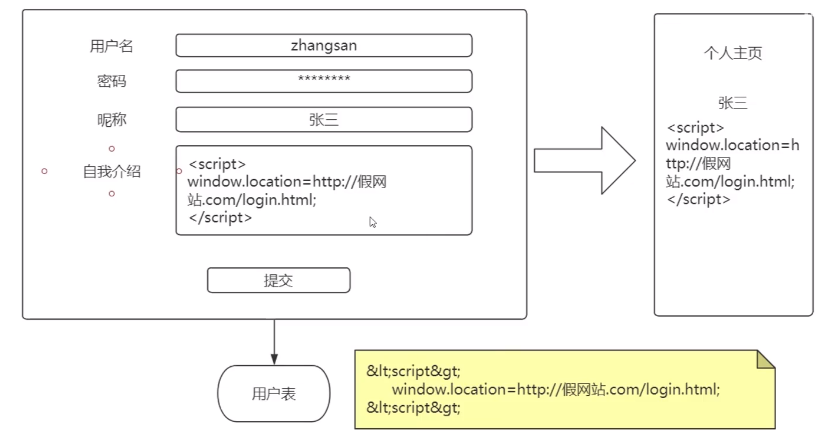 用户名
zhangsan
密码
********
昵称
张三
自我介绍
<script>
window.location=http://假网
站.com/login.html;
</script>
提交
用户表
个人主页
张三
<script>
window.location=h
ttp://假网
站.com/login.html;
</script>
&lt;script&gt;
window.location=http://假网站.com/login.html;
&lt;script&gt;